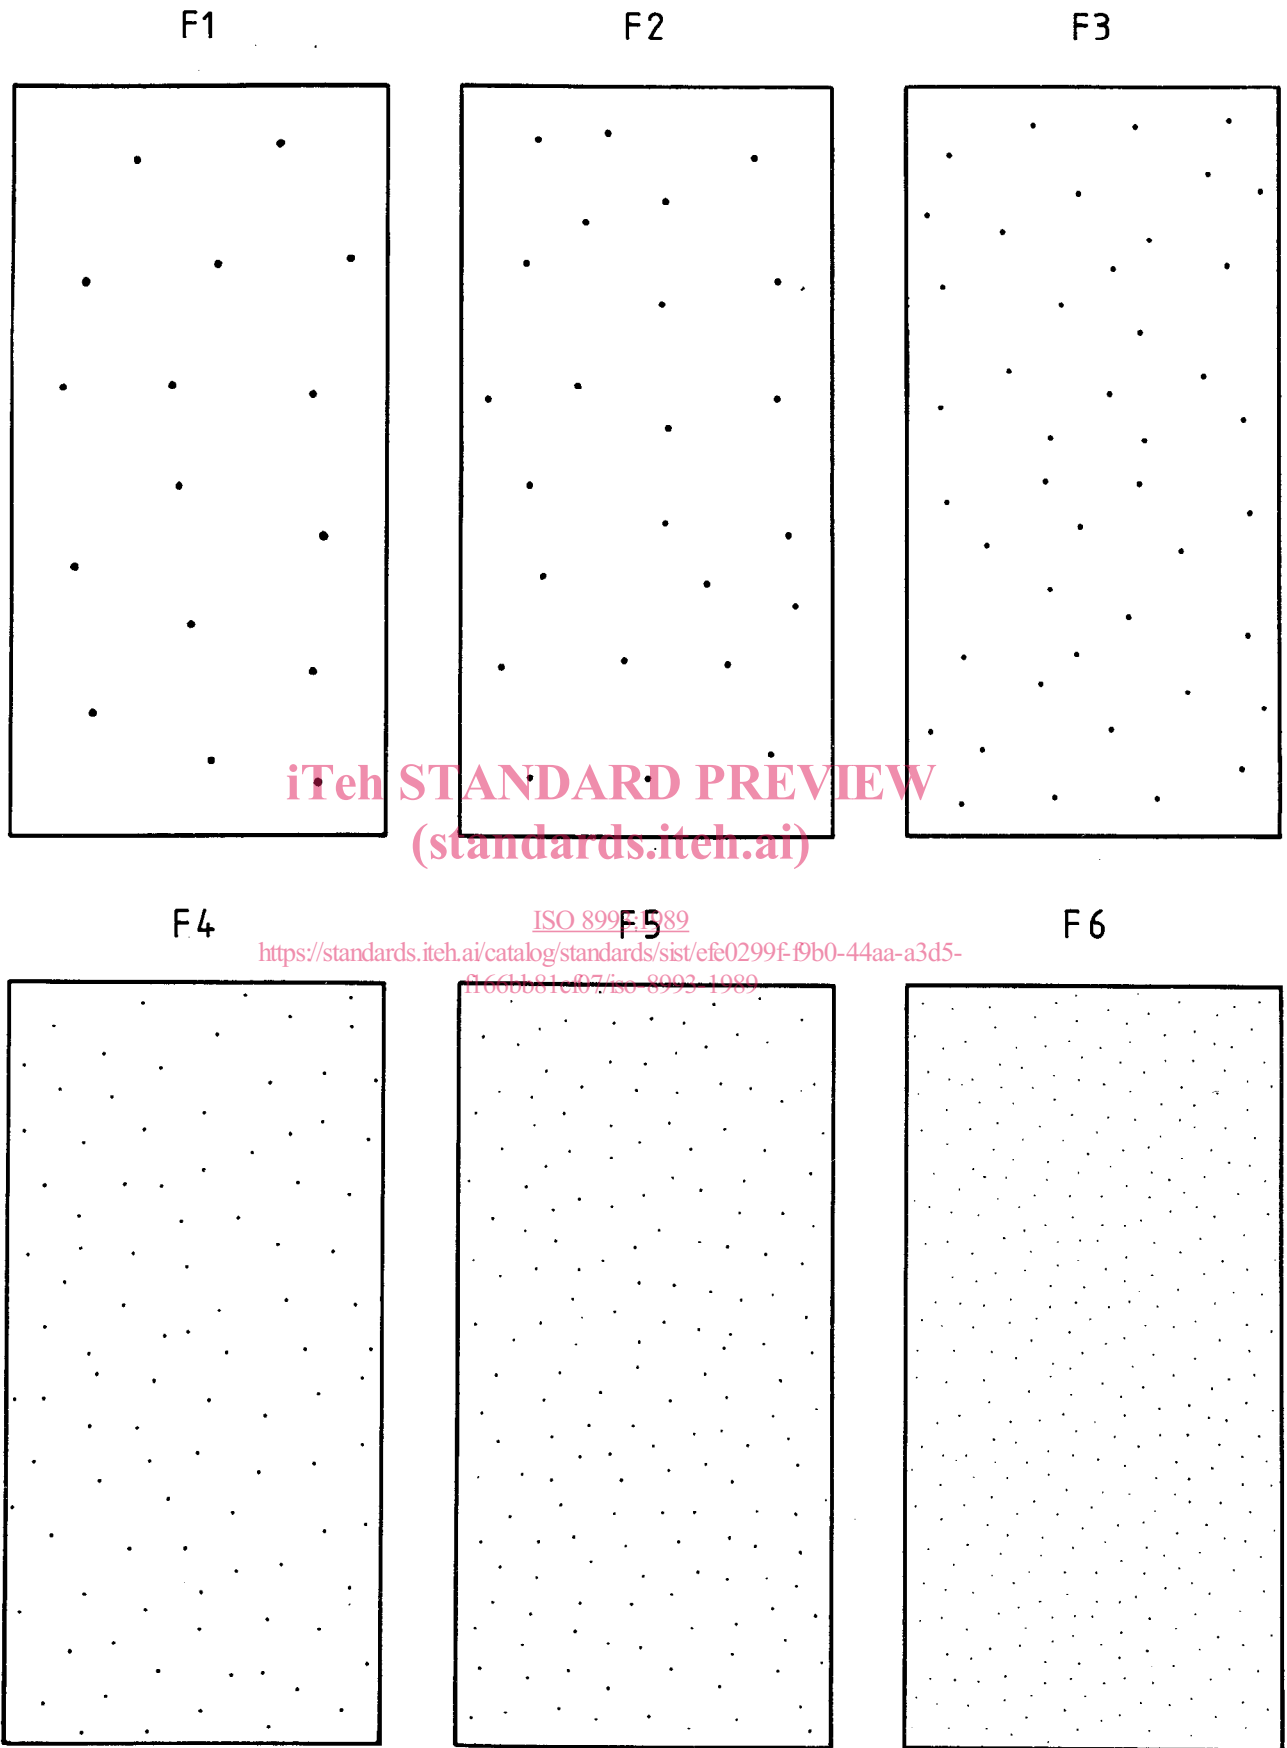 F1 F2 F3
iTeh STANDARD PREVIEW
(standards.iteh.ai)
F4 F5 F6
ISO 8993:1989
https://standards.iteh.ai/catalog/standards/sist/efe0299f-f9b0-44aa-a3d5-
f166bb81ef07/iso-8993-1989